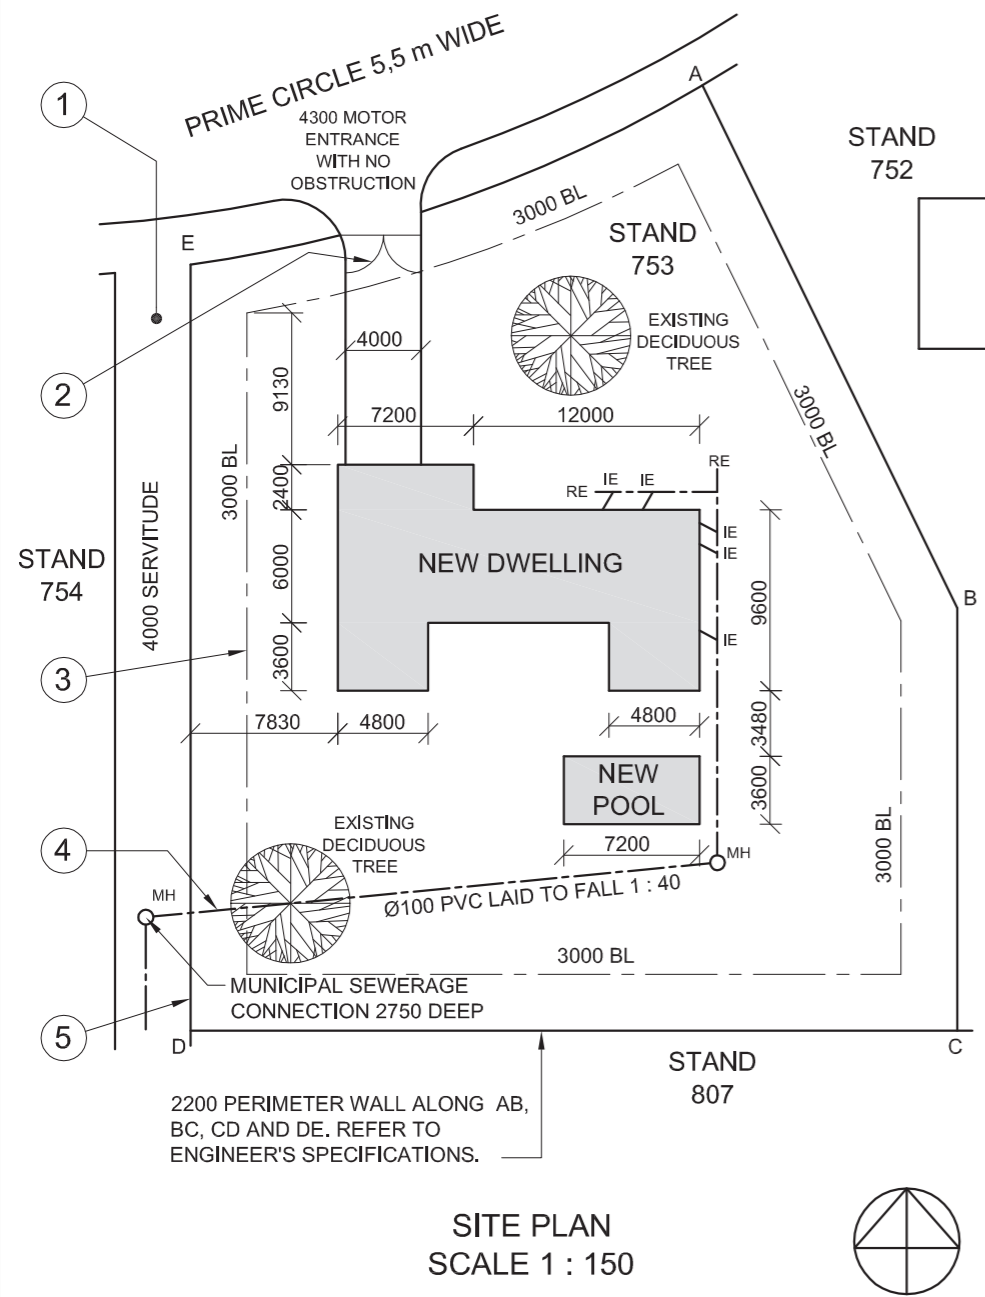 PRIME CIRCLE 5,5 m WIDE
1
4300 MOTOR
ENTRANCE
WITH NO
OBSTRUCTION
A
STAND
752
E
3000 BL
STAND
753
2
4000
EXISTING
DECIDUOUS
TREE
9130
7200
12000
3000 BL
3000 BL
2400
RE
IE
IE
RE
STAND
754
4000 SERVITUDE
6000
NEW DWELLING
IE
IE
9600
B
3
3600
IE
7830
4800
4800
3480
NEW
POOL
3600
4
EXISTING
DECIDUOUS
TREE
7200
MH
3000 BL
MH
Ø100 PVC LAID TO FALL 1 : 40
3000 BL
MUNICIPAL SEWERAGE
CONNECTION 2750 DEEP
5
D
C
STAND
807
2200 PERIMETER WALL ALONG AB,
BC, CD AND DE. REFER TO
ENGINEER'S SPECIFICATIONS.
SITE PLAN
SCALE 1 : 150